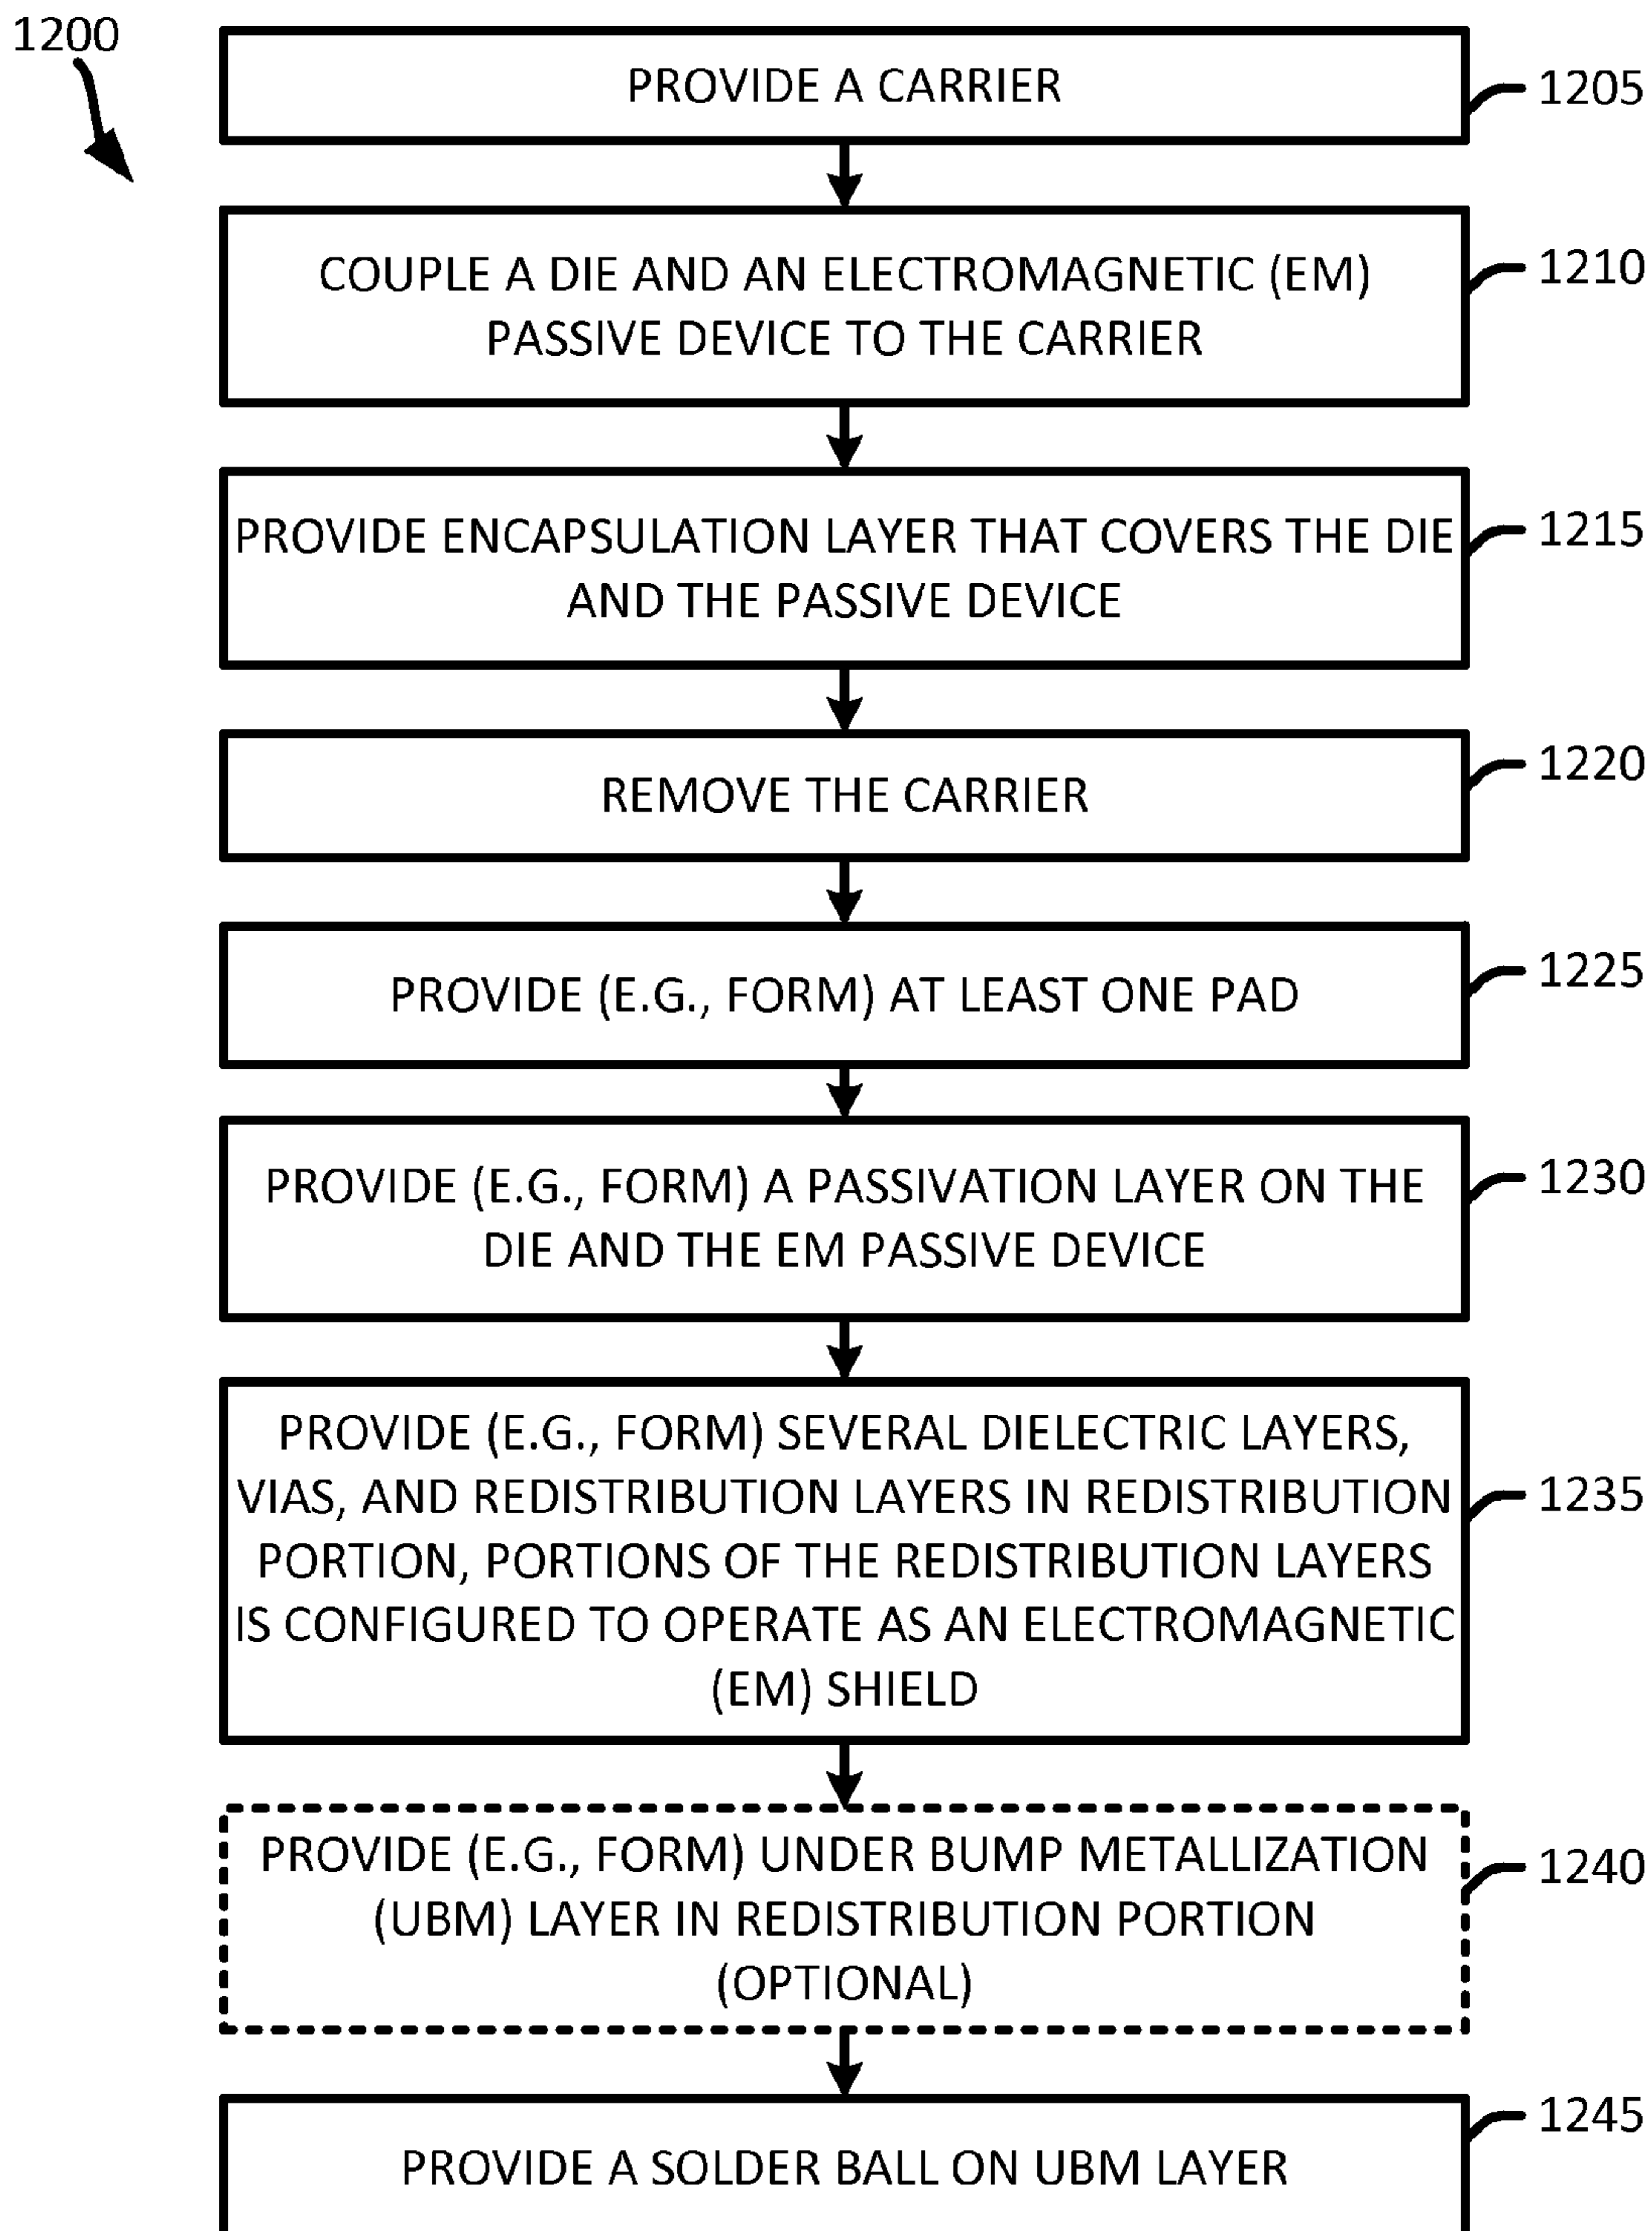 1200
PROVIDE A CARRIER
1205
COUPLE A DIE AND AN ELECTROMAGNETIC (EM)
PASSIVE DEVICE TO THE CARRIER
1210
PROVIDE ENCAPSULATION LAYER THAT COVERS THE DIE
AND THE PASSIVE DEVICE
1215
REMOVE THE CARRIER
1220
PROVIDE (E.G., FORM) AT LEAST ONE PAD
1225
PROVIDE (E.G., FORM) A PASSIVATION LAYER ON THE
DIE AND THE EM PASSIVE DEVICE
1230
PROVIDE (E.G., FORM) SEVERAL DIELECTRIC LAYERS,
VIAS, AND REDISTRIBUTION LAYERS IN REDISTRIBUTION
PORTION, PORTIONS OF THE REDISTRIBUTION LAYERS
IS CONFIGURED TO OPERATE AS AN ELECTROMAGNETIC
(EM) SHIELD
1235
PROVIDE (E.G., FORM) UNDER BUMP METALLIZATION
(UBM) LAYER IN REDISTRIBUTION PORTION
(OPTIONAL)
1240
PROVIDE A SOLDER BALL ON UBM LAYER
1245